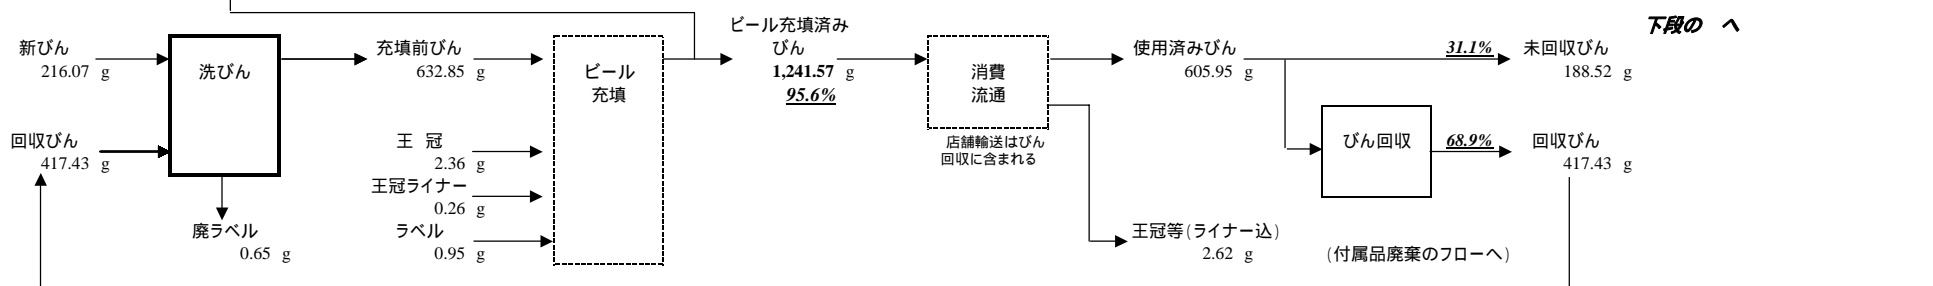 下段の へ
新びん
216.07 g
洗びん
回収びん
417.43 g
廃ラベル
0.65 g
充填前びん
632.85 g
王 冠
2.36 g
王冠ライナー
0.26 g
ラベル
0.95 g
ビール
充填
ビール充填済み
びん
1,241.57 g
95.6%
消費
流通
店舗輸送はびん
回収に含まれる
使用済みびん
605.95 g
31.1%
未回収びん
188.52 g
びん回収
68.9%
回収びん
417.43 g
王冠等(ライナー込)
2.62 g
(付属品廃棄のフローへ)